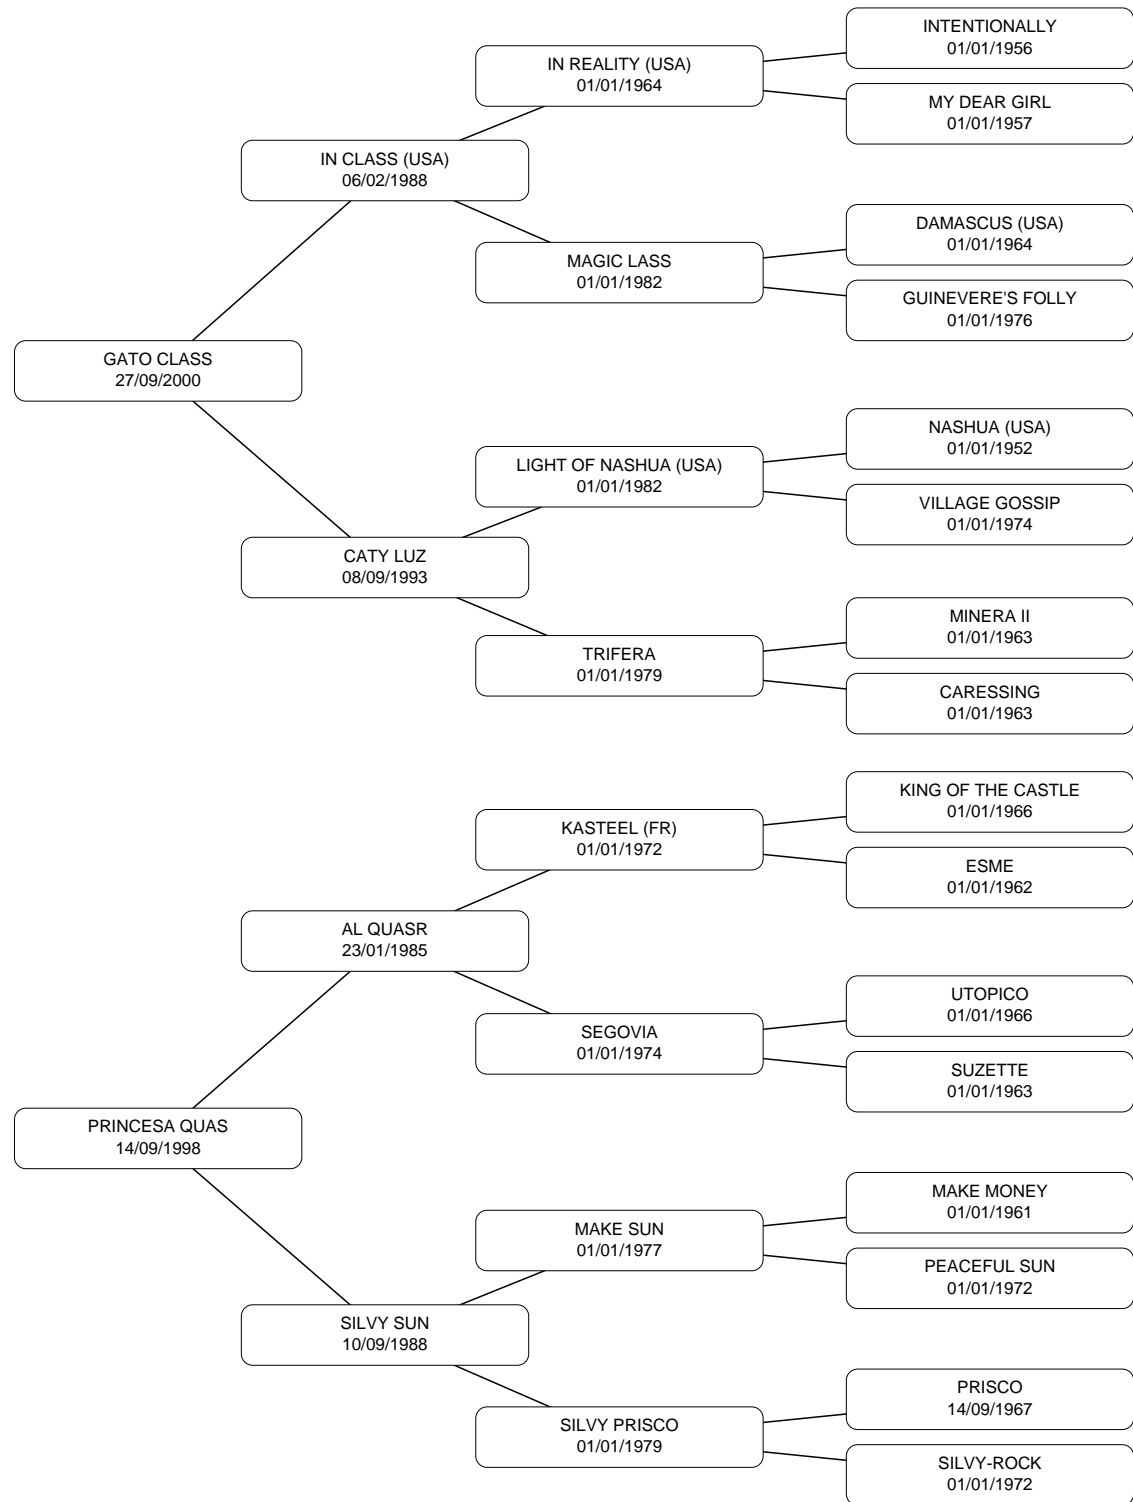 INTENTIONALLY
01/01/1956
IN REALITY (USA)
01/01/1964
MY DEAR GIRL
01/01/1957
IN CLASS (USA)
06/02/1988
DAMASCUS (USA)
01/01/1964
MAGIC LASS
01/01/1982
GUINEVERE'S FOLLY
01/01/1976
GATO CLASS
27/09/2000
NASHUA (USA)
01/01/1952
LIGHT OF NASHUA (USA)
01/01/1982
VILLAGE GOSSIP
01/01/1974
CATY LUZ
08/09/1993
MINERA II
01/01/1963
TRIFERA
01/01/1979
CARESSING
01/01/1963
KING OF THE CASTLE
01/01/1966
KASTEEL (FR)
01/01/1972
ESME
01/01/1962
AL QUASR
23/01/1985
UTOPICO
01/01/1966
SEGOVIA
01/01/1974
SUZETTE
01/01/1963
PRINCESA QUAS
14/09/1998
MAKE MONEY
01/01/1961
MAKE SUN
01/01/1977
PEACEFUL SUN
01/01/1972
SILVY SUN
10/09/1988
PRISCO
14/09/1967
SILVY PRISCO
01/01/1979
SILVY-ROCK
01/01/1972